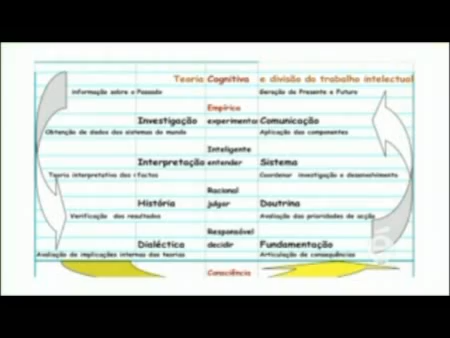 Teoria Cognitiva e divisão do trabalho intelectual
Informação sobre o Passado Geração de Presente e Futuro
Empírica
Investigação experimentar Comunicação
Obtenção de dados dos sistemas do mundo Aplicação das componentes
Inteligente
Interpretação entender Sistema
Teoria interpretativa dos factos Coordenar investigação e desenvolvimento
Racional
História julgar Doutrina
Verificação dos resultados Avaliação das prioridades de acção
Responsável
Dialéctica decidir Fundamentação
Avaliação de implicações internas das teorias Articulação de consequências
Consciência
é